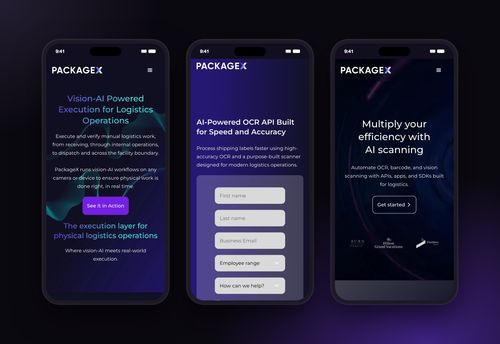 9:41
PACKAGEX
Vision-AI Powered
Execution for Logistics
Operations
Execute and verify manual logistics work,
from receiving, through internal operations,
to dispatch and across the facility boundary.
PackageX runs vision-AI workflows on any
camera or device to ensure physical work is
done right, in real time.
See it in Action
The execution layer for
physical logistics operations
Where vision-AI meets real-world
execution.
9:41
PACKAGEX
AI-Powered OCR API Built
for Speed and Accuracy
Process shipping labels faster using high-
accuracy OCR and a purpose-built scanner
designed for modern logistics operations.
First name
Last name
Business Email
Employee range
How can we help?
9:41
PACKAGEX
Multiply your
efficiency with
AI scanning
Automate OCR, barcode, and vision
scanning with APIs, apps, and SDKs built
for logistics.
Get started
Hilton
Grand Vacations